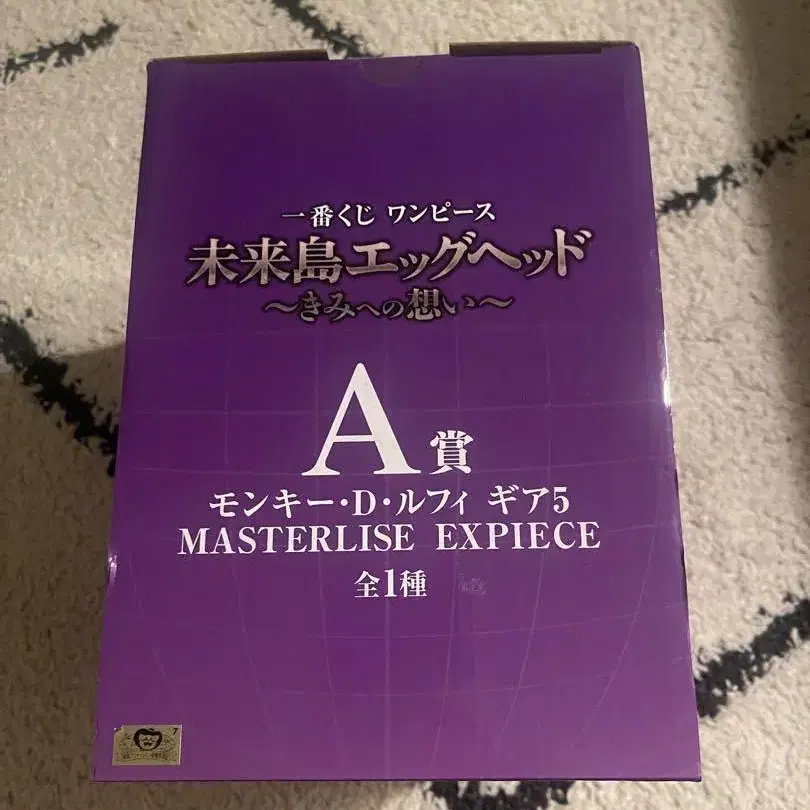 一番くじ ワンピース
未来島エッグヘッド
～きみへの想い～
A賞
モンキー・D・ルフィ ギア5
MASTERLISE EXPIECE
全1種